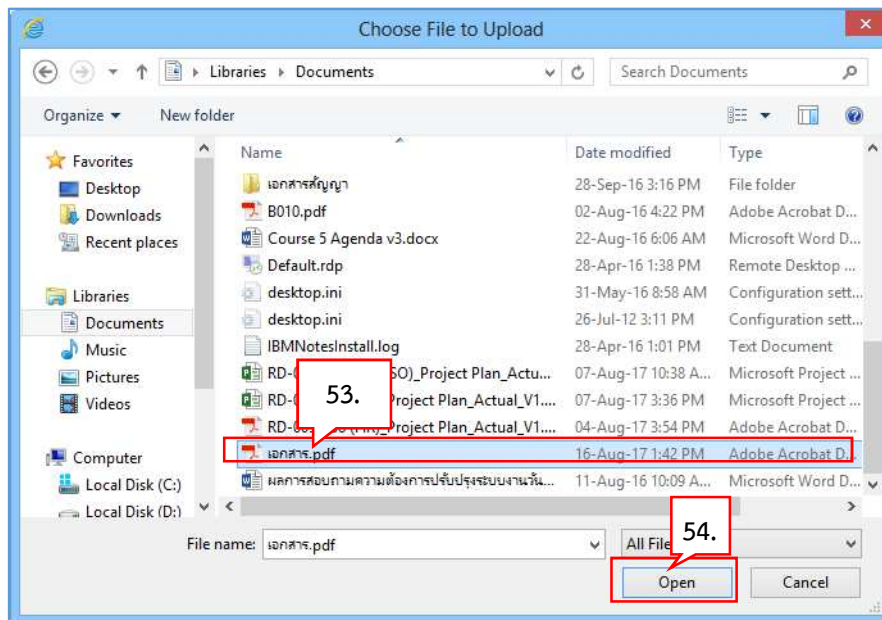 Choose File to Upload
Libraries Documents Search Documents
Organize New folder
Name Date modified Type
Favorites
Desktop
Downloads
Recent places
Libraries
Documents
Music
Pictures
Videos
Computer
Local Disk (C:)
Local Disk (D:)
เอกสารสัญญา 28-Sep-16 3:16 PM File folder
B010.pdf 02-Aug-16 4:22 PM Adobe Acrobat D...
Course 5 Agenda v3.docx 22-Aug-16 6:06 AM Microsoft Word D...
Default.rdp 28-Apr-16 1:38 PM Remote Desktop ...
desktop.ini 31-May-16 8:58 AM Configuration sett...
desktop.ini 26-Jul-12 3:11 PM Configuration sett...
IBMNotesInstall.log 28-Apr-16 1:01 PM Text Document
SO)_Project Plan_Actu... 07-Aug-17 10:38 A... Microsoft Project ...
Project Plan_Actual_V1.... 07-Aug-17 3:36 PM Microsoft Project ...
Project Plan_Actual_V1.... 04-Aug-17 3:54 PM Adobe Acrobat D...
53.
เอกสาร.pdf 16-Aug-17 1:42 PM Adobe Acrobat D...
ผลการสอบถามความต้องการปรับปรุงระบบงานวัน... 11-Aug-16 10:09 A... Microsoft Word D...
File name: เอกสาร.pdf All File
54.
Open Cancel